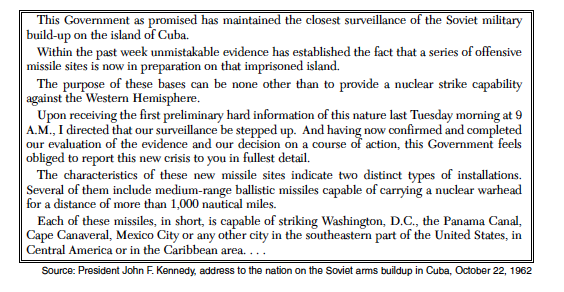 This Government as promised has maintained the closest surveillance of the Soviet military
build-up on the island of Cuba.
Within the past week unmistakable evidence has established the fact that a series of offensive
missile sites is now in preparation on that imprisoned island.
The purpose of these bases can be none other than to provide a nuclear strike capability
against the Western Hemisphere.
Upon receiving the first preliminary hard information of this nature last Tuesday morning at 9
A.M., I directed that our surveillance be stepped up. And having now confirmed and completed
our evaluation of the evidence and our decision on a course of action, this Government feels
obliged to report this new crisis to you in fullest detail.
The characteristics of these new missile sites indicate two distinct types of installations.
Several of them include medium-range ballistic missiles capable of carrying a nuclear warhead
for a distance of more than 1,000 nautical miles.
Each of these missiles, in short, is capable of striking Washington, D.C., the Panama Canal,
Cape Canaveral, Mexico City or any other city in the southeastern part of the United States, in
Central America or in the Caribbean area. . . .
Source: President John F. Kennedy, address to the nation on the Soviet arms buildup in Cuba, October 22, 1962